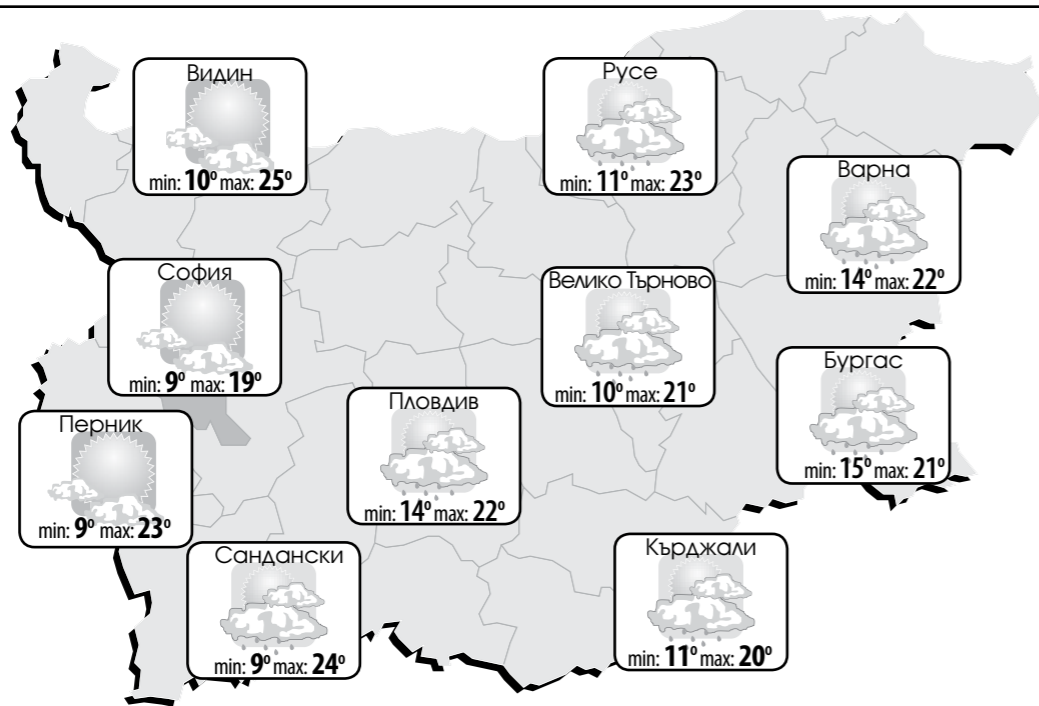 Видин
min: 10° max: 25°
Русе
min: 11° max: 23°
Варна
min: 14° max: 22°
София
min: 9° max: 19°
Велико Търново
min: 10° max: 21°
Бургас
min: 15° max: 21°
Пловдив
min: 14° max: 22°
Перник
min: 9° max: 23°
Сандански
min: 9° max: 24°
Кърджали
min: 11° max: 20°